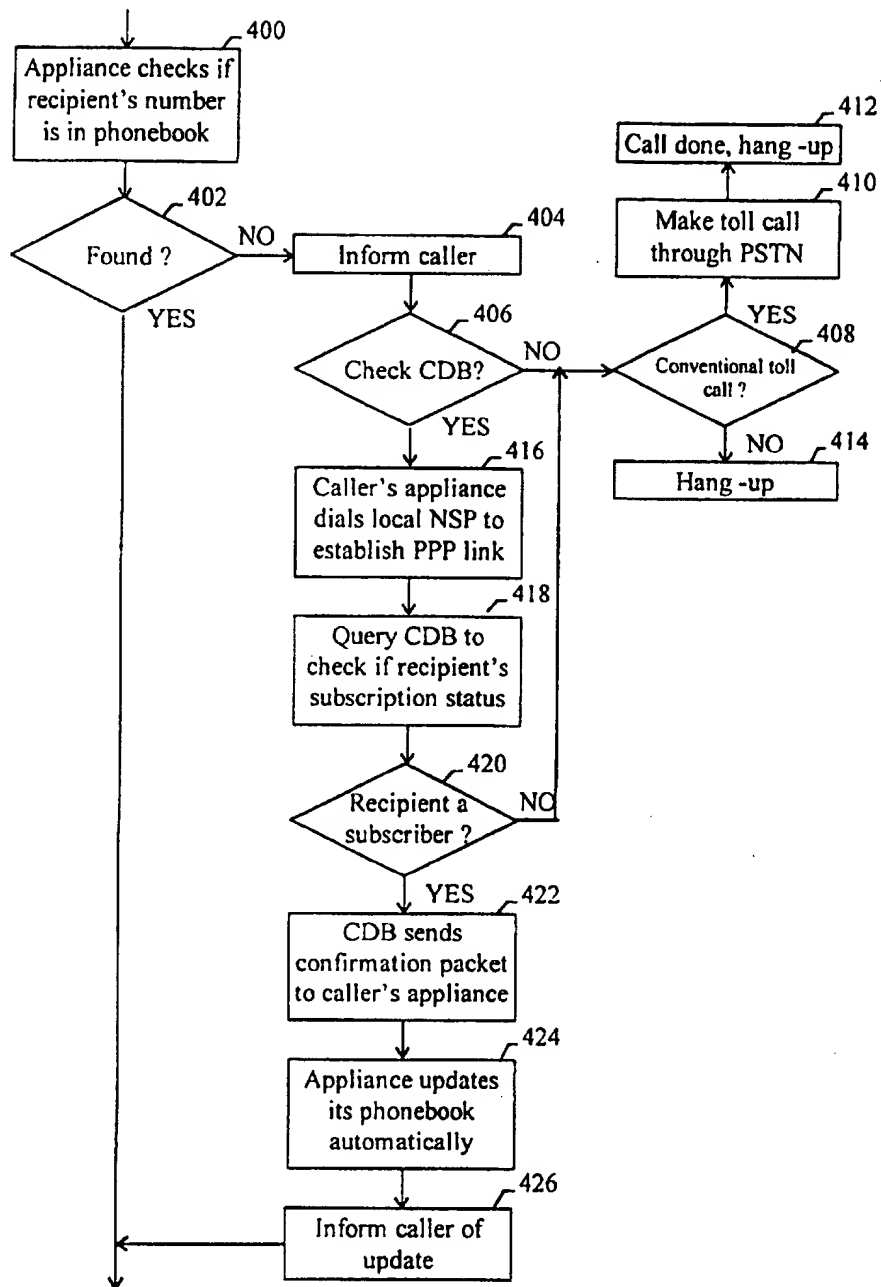 400
Appliance checks if
recipient's number
is in phonebook
402
Found ?
NO
YES
404
Inform caller
406
Check CDB?
NO
YES
408
Conventional toll
call ?
YES
NO
410
Make toll call
through PSTN
412
Call done, hang -up
414
Hang -up
416
Caller's appliance
dials local NSP to
establish PPP link
418
Query CDB to
check if recipient's
subscription status
420
Recipient a
subscriber ?
NO
YES
422
CDB sends
confirmation packet
to caller's appliance
424
Appliance updates
its phonebook
automatically
426
Inform caller of
update